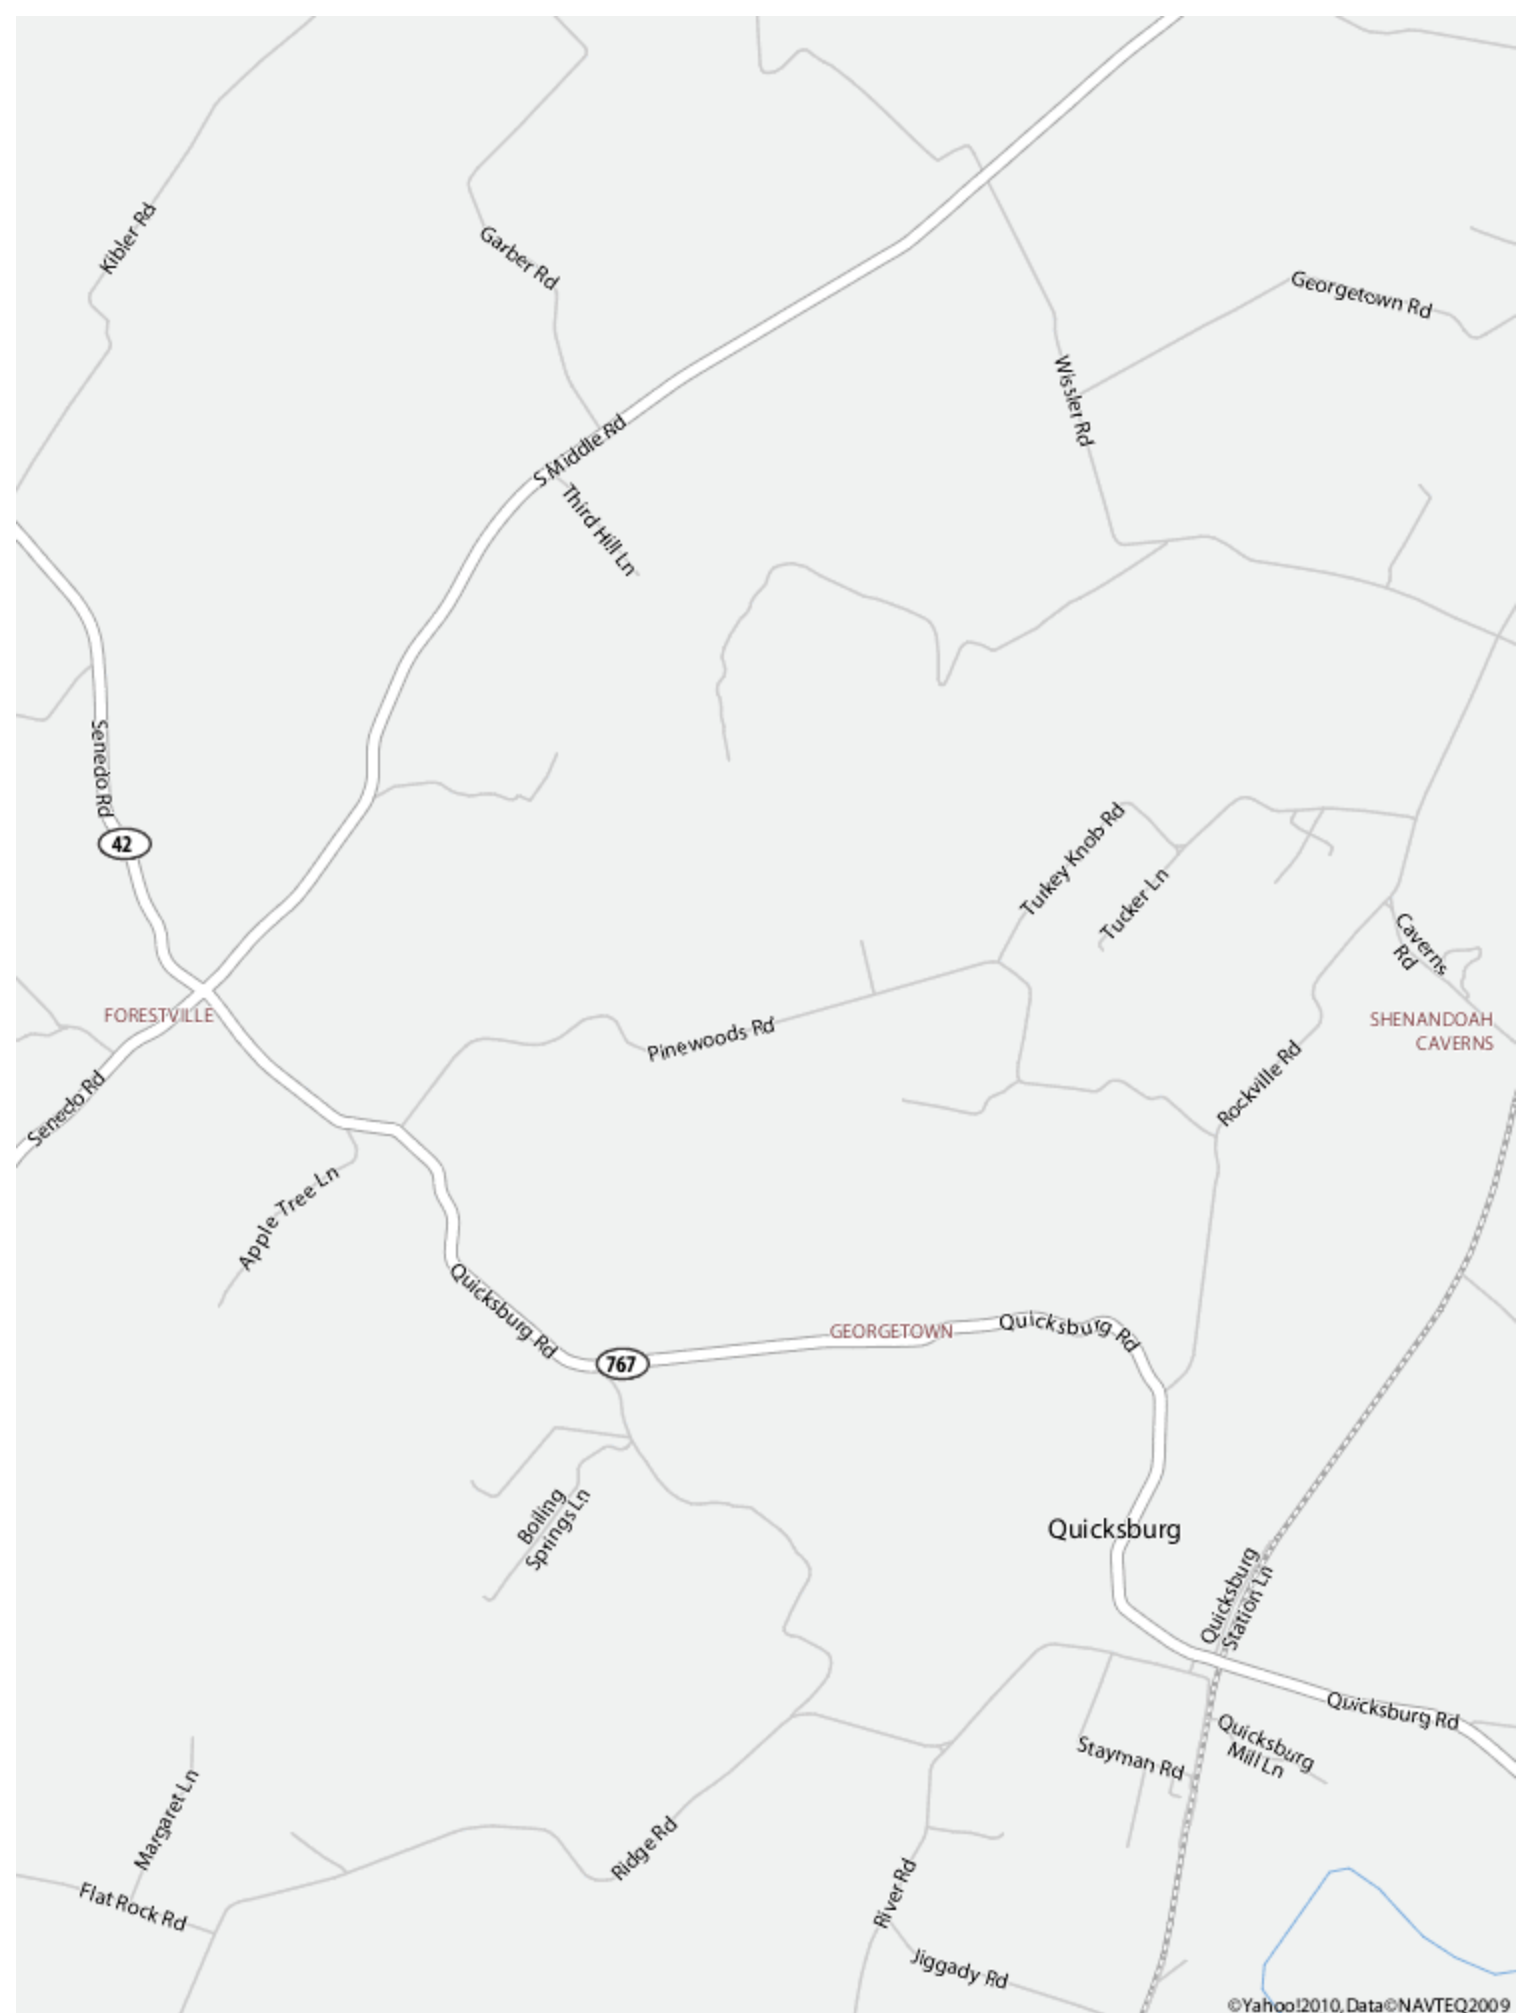 Kibler Rd
Garber Rd
Georgetown Rd
Wissler Rd
S Middle Rd
Third Hill Ln
Senedo Rd
42
Turkey Knob Rd
Tucker Ln
Caverns
Rd
FORESTVILLE
Pinewoods Rd
SHENANDOAH
CAVERNS
Rockville Rd
Senedo Rd
Apple Tree Ln
Quicksburg Rd
GEORGETOWN
Quicksburg Rd
767
Boiling
Springs Ln
Quicksburg
Quicksburg
Station Ln
Quicksburg Rd
Quicksburg
Mill Ln
Stayman Rd
Margaret Ln
Ridge Rd
River Rd
Flat Rock Rd
Jiggady Rd
©Yahoo!2010, Data©NAVTEQ2009